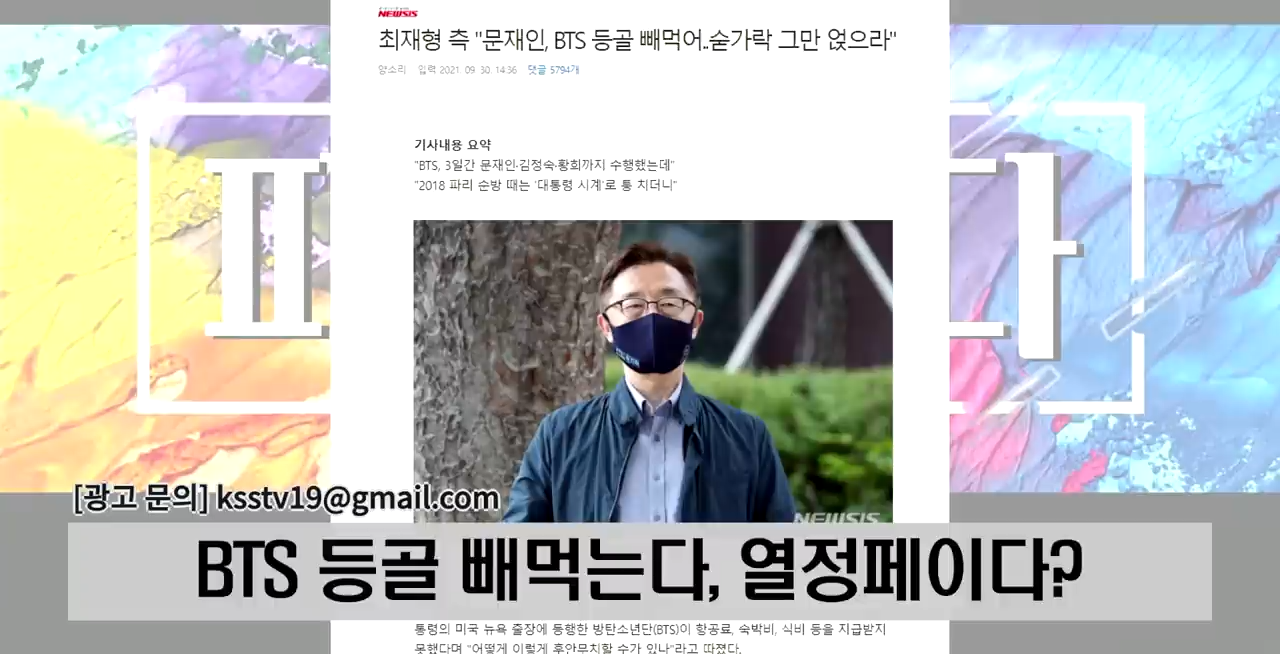 NEWSIS
최재형 측 "문재인, BTS 등골 빼먹어..숟가락 그만 얹으라"
양소리 입력 2021. 09. 30. 14:36 댓글 5794개
기사내용 요약
"BTS, 3일간 문재인·김정숙·황희까지 수행했는데"
"2018 파리 순방 때는 '대통령 시계'로 퉁 치더니"
NEWSIS
[광고 문의] ksstv19@gmail.com
BTS 등골 빼먹는다, 열정페이다?
통령의 미국 뉴욕 출장에 동행한 방탄소년단(BTS)이 항공료, 숙박비, 식비 등을 지급받지
못했다며 "어떻게 이렇게 후안무치할 수가 있나"라고 따졌다.